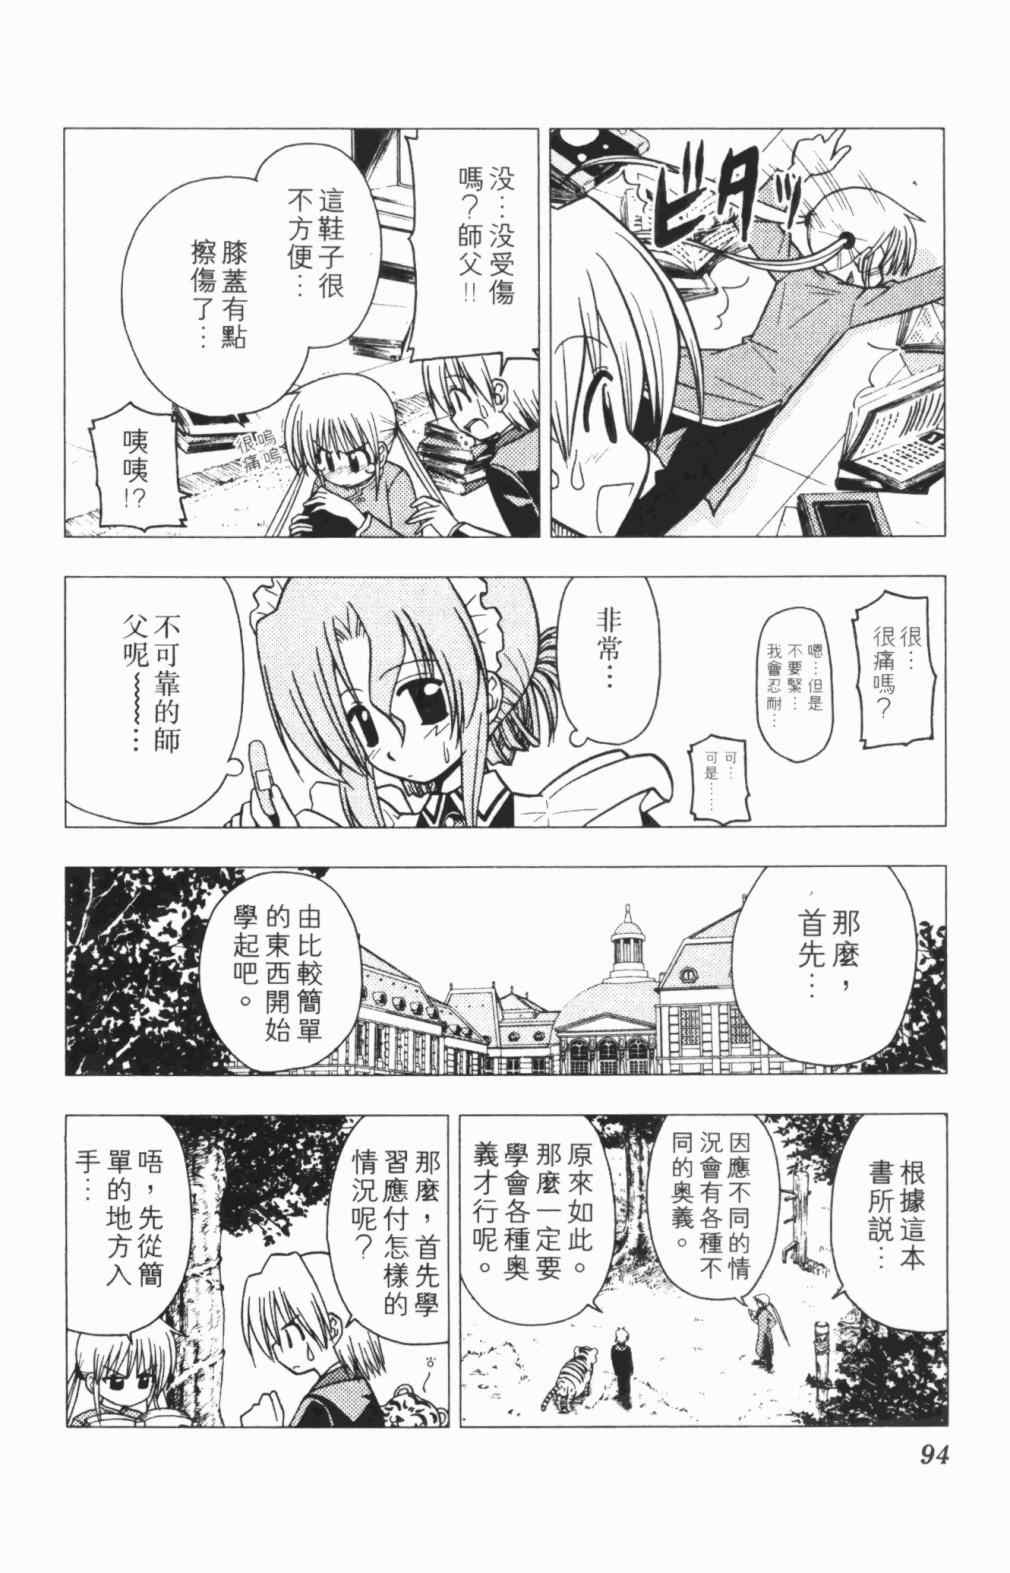 ビタッ
没…没受傷
嗎？師父!!
這鞋子很
不方便…
膝蓋有點
擦傷了…
很嗚
痛嗚
咦
咦!?
很…
很痛嗎？
嗯…但是
不要緊…
我會忍耐…
可…
可是……
非常…
不可靠的師
父呢~~~~…
那麼，
首先…
由比較簡單
的東西開始
學起吧。
根據這本
書所說…
因應不同的情
況會有各種不
同的奧義。
原來如此。
那麼一定要
學會各種奧
義才行呢。
那麼，首先學
習應付怎樣的
情況呢？
唔，先從簡
單的地方入
手…
94